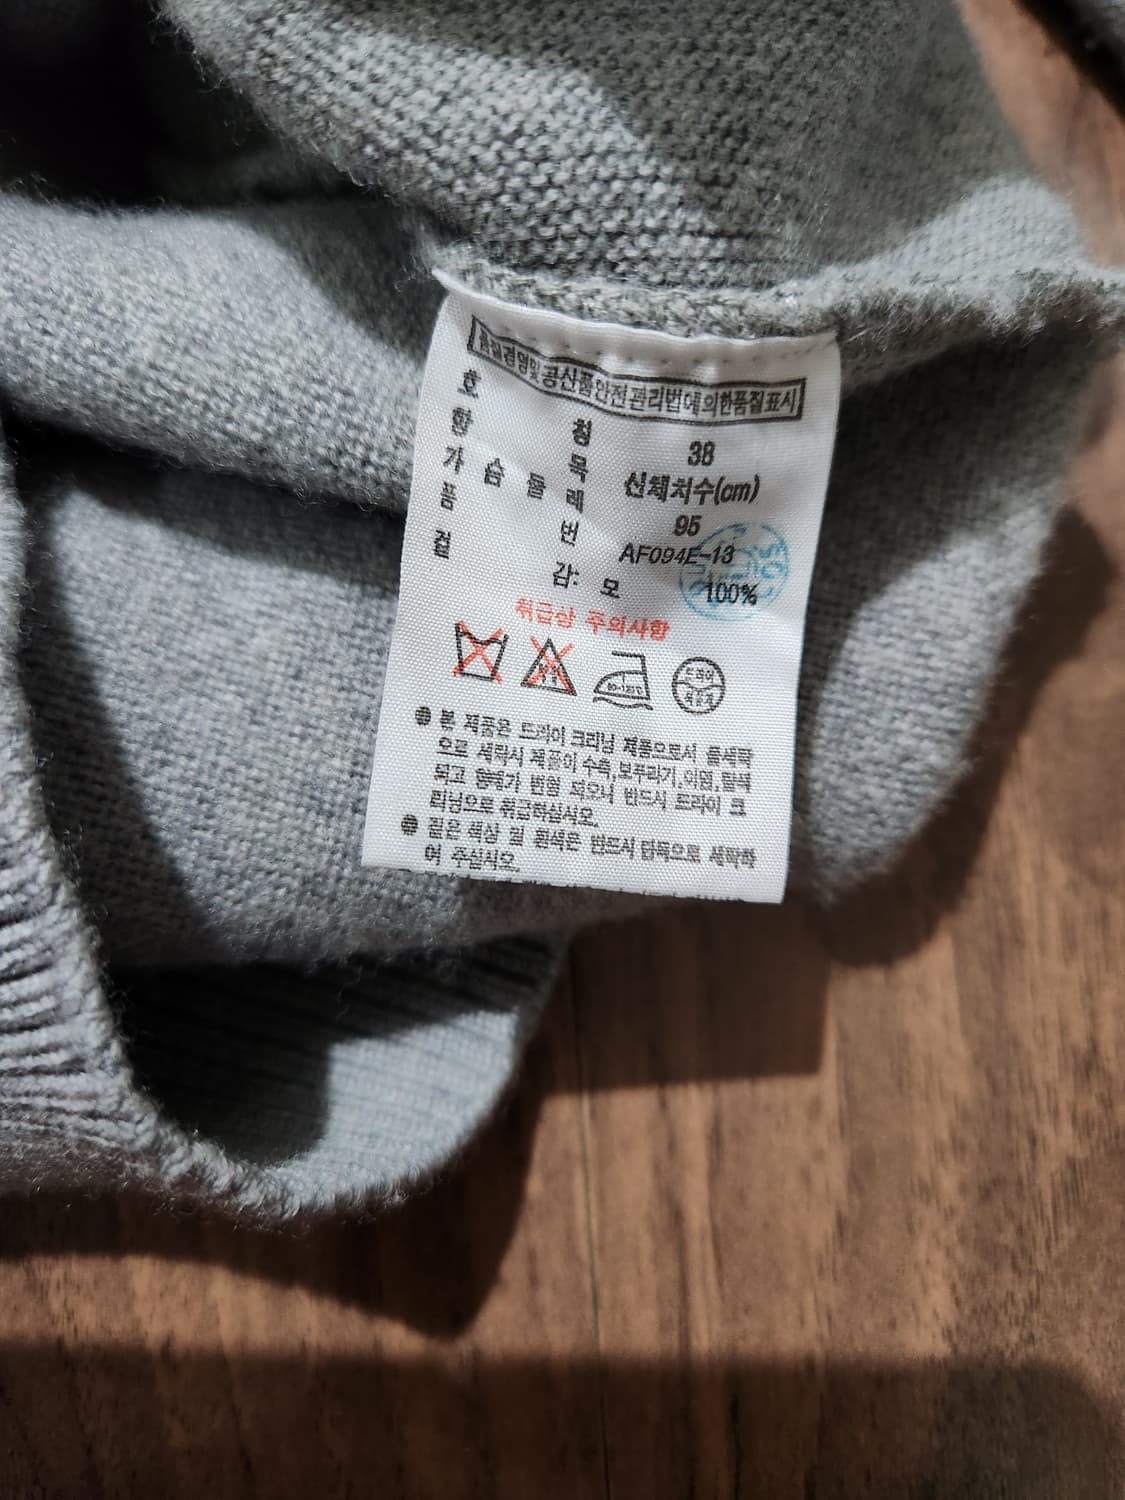 품질경영및공산품안전관리법에의한품질표시
호 칭 38
항 목 신체치수(cm)
가 슴 둘 레 95
품 번 AF094E-13
겉 감: 모 100%
취급상 주의사항
80~120℃
드라이
● 본 제품은 드라이 크리닝 제품으로서 물세탁
으로 세탁시 제품이 수축,보푸라기,이염,탈색
되고 형태가 변형 되오니 반드시 드라이 크
리닝으로 취급하십시오.
● 짙은 색상 및 흰색은 반드시 단독으로 세탁하
여 주십시오.